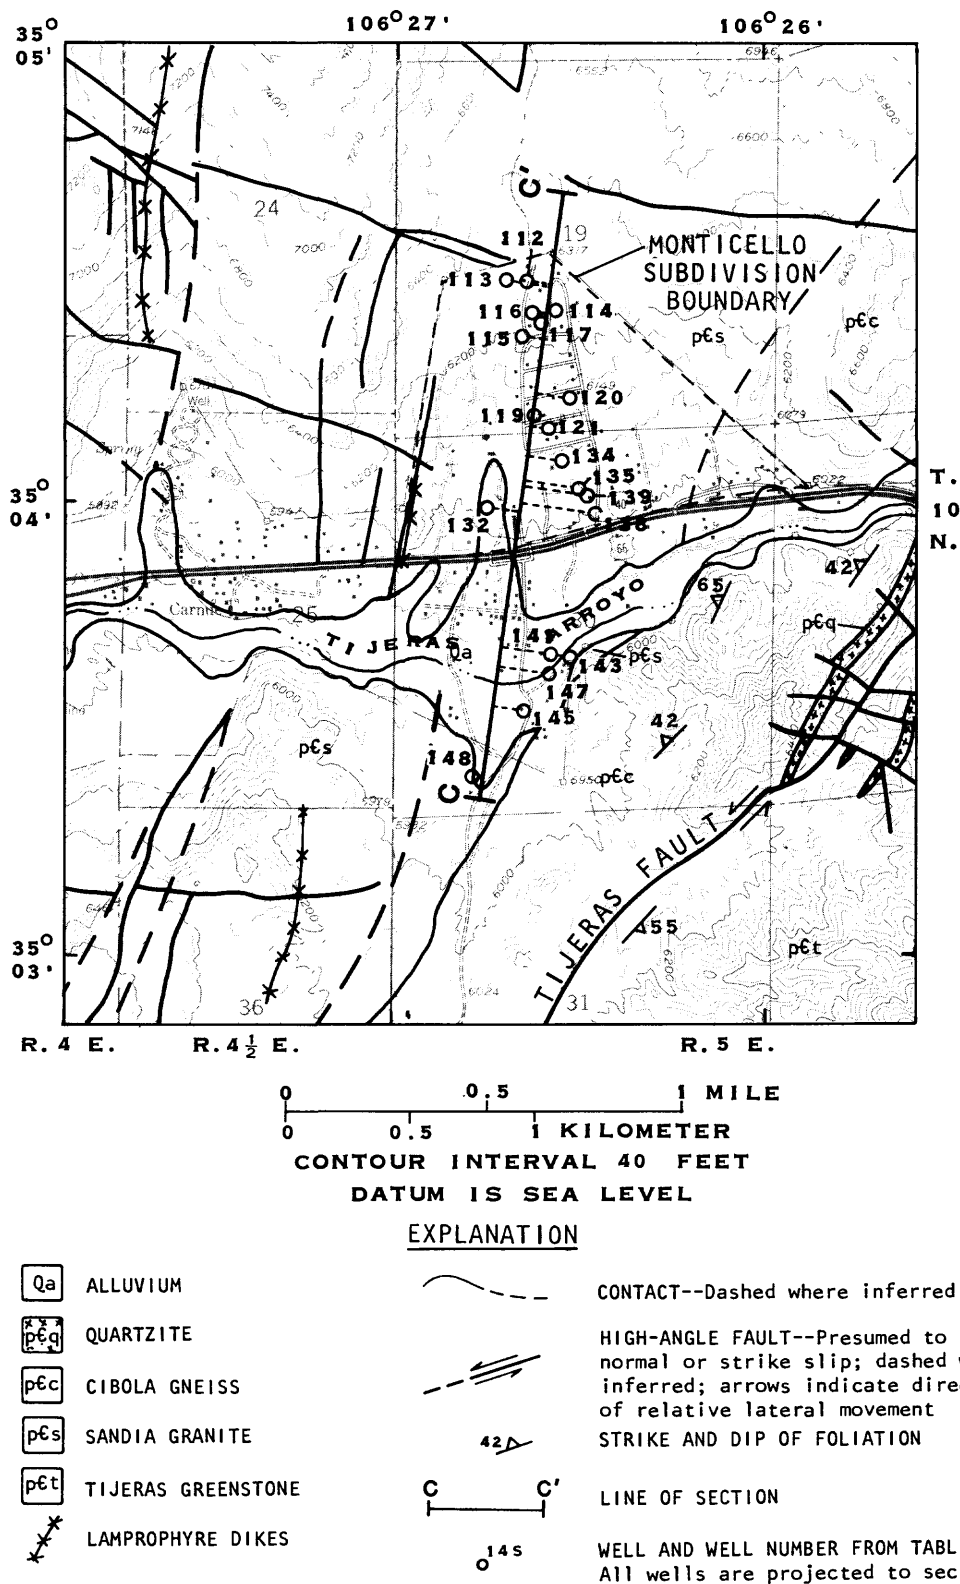 106° 27' 106° 26'
35° 05'
24
19
C'
112
MONTICELLO
SUBDIVISION
BOUNDARY
113
116 114
115 117
p€s
p€c
119 120
121
134
135
139
132
138
35° 04'
T.
10
N.
65
42
Carnue
25
TIJERAS ARROYO
Qa
143
p€s
p€q
147
145
42
p€s
148
p€c
C
TIJERAS FAULT
55
p€t
35° 03'
36
6024
31
R. 4 E. R. 4½ E. R. 5 E.
0 0.5 1 MILE
0 0.5 1 KILOMETER
CONTOUR INTERVAL 40 FEET
DATUM IS SEA LEVEL
EXPLANATION
Qa ALLUVIUM
p€q QUARTZITE
p€c CIBOLA GNEISS
p€s SANDIA GRANITE
p€t TIJERAS GREENSTONE
LAMPROPHYRE DIKES
CONTACT--Dashed where inferred
HIGH-ANGLE FAULT--Presumed to
normal or strike slip; dashed w
inferred; arrows indicate dire
of relative lateral movement
42 STRIKE AND DIP OF FOLIATION
C C' LINE OF SECTION
145 WELL AND WELL NUMBER FROM TABL
All wells are projected to sec